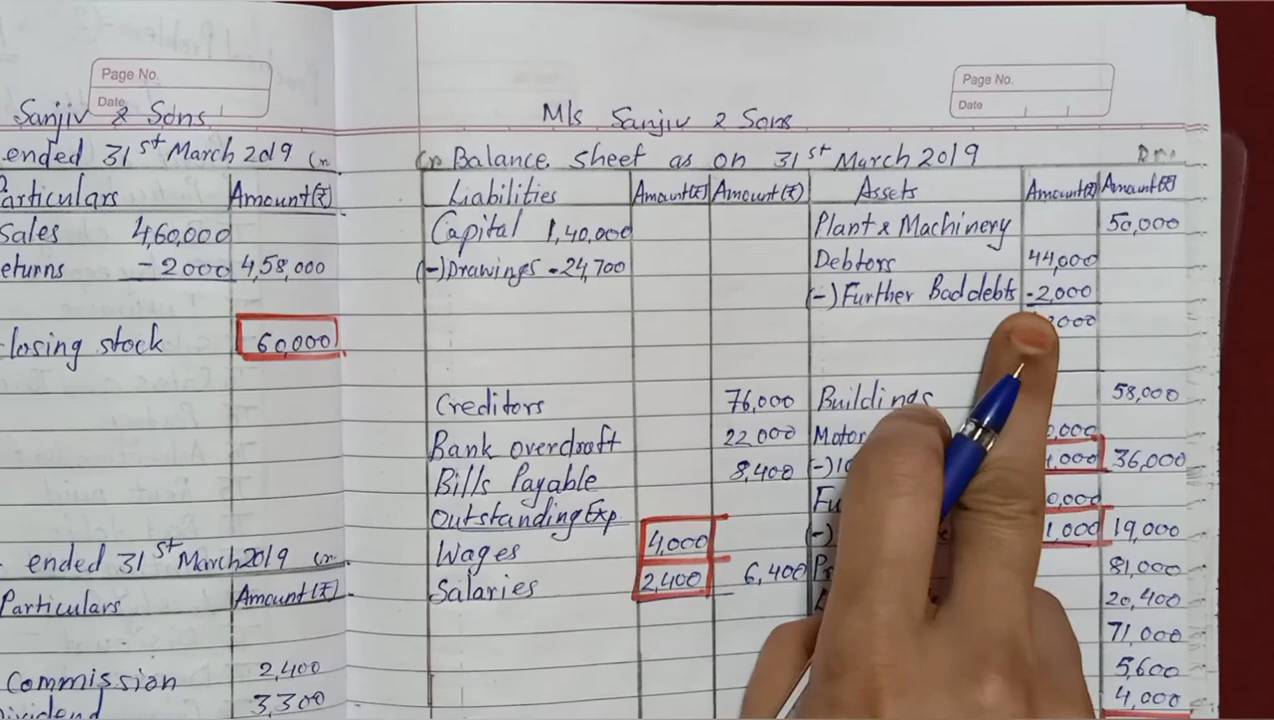 Page No.
Date
Sanjiv & Sons
ended 31st March 2019
articulars Amount (₹)
Sales 4,60,000
eturns - 2000 4,58,000
losing stock 60,000
ended 31st March 2019
Particulars Amount (₹)
Commission 2,400
3,300
Page No.
Date
M/s Sanjiv & Sons
Balance sheet as on 31st March 2019
Liabilities Amount (₹) Amount (₹) Assets Amount (₹) Amount (₹)
Capital 1,40,000 Plant & Machinery 50,000
(-) Drawings - 24,700 Debtors 44,000
(-) Further Bad debts - 2,000
Creditors 76,000 Buildings 58,000
Bank overdraft 22,000 Motor
Bills Payable 8,400 (-) 36,000
Outstanding Exp.
Wages 4,000 (-) 1,000 19,000
Salaries 2,400 6,400 81,000
20,400
71,000
5,600
4,000